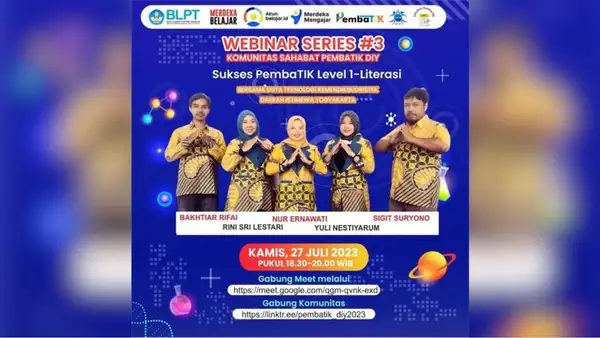 BLPT
MERDEKA
BELAJAR
Akun
belajar.id
Merdeka
Mengajar
PembaTIK
WEBINAR SERIES #3
KOMUNITAS SAHABAT PEMBATIK DIY
Sukses PembaTIK Level 1-Literasi
BERSAMA DUTA TEKNOLOGI KEMENDIKBUDRISTEK
DAERAH ISTIMEWA YOGYAKARTA
BAKHTIAR RIFAI
NUR ERNAWATI
SIGIT SURYONO
RINI SRI LESTARI
YULI NESTIYARUM
KAMIS, 27 JULI 2023
PUKUL 18.30-20.00 WIB
Gabung Meet melalui
https://meet.google.com/qgm-qvnk-exd
Gabung Komunitas
https://linktr.ee/pembatik_diy2023